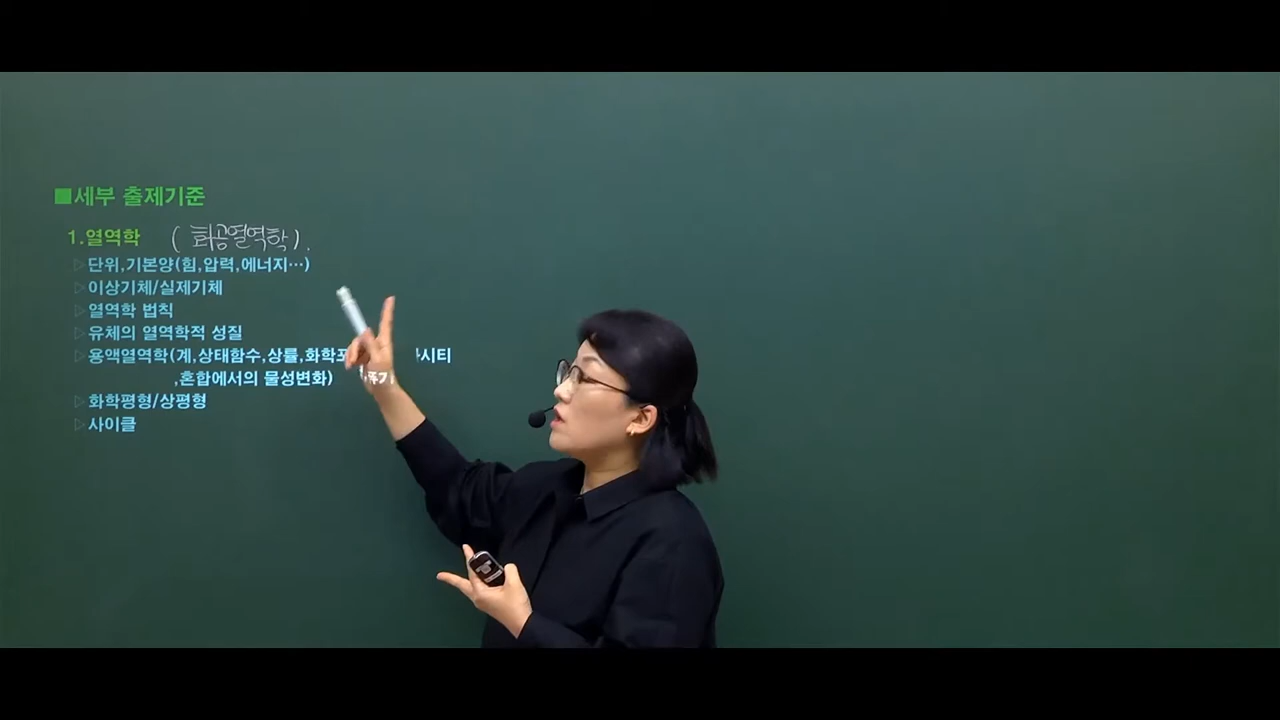 ■세부 출제기준
1.열역학 (화공열역학).
▷단위,기본양(힘,압력,에너지…)
▷이상기체/실제기체
▷열역학 법칙
▷유체의 열역학적 성질
▷용액열역학(계,상태함수,상률,화학포 시티
,혼합에서의 물성변화)
▷화학평형/상평형
▷사이클